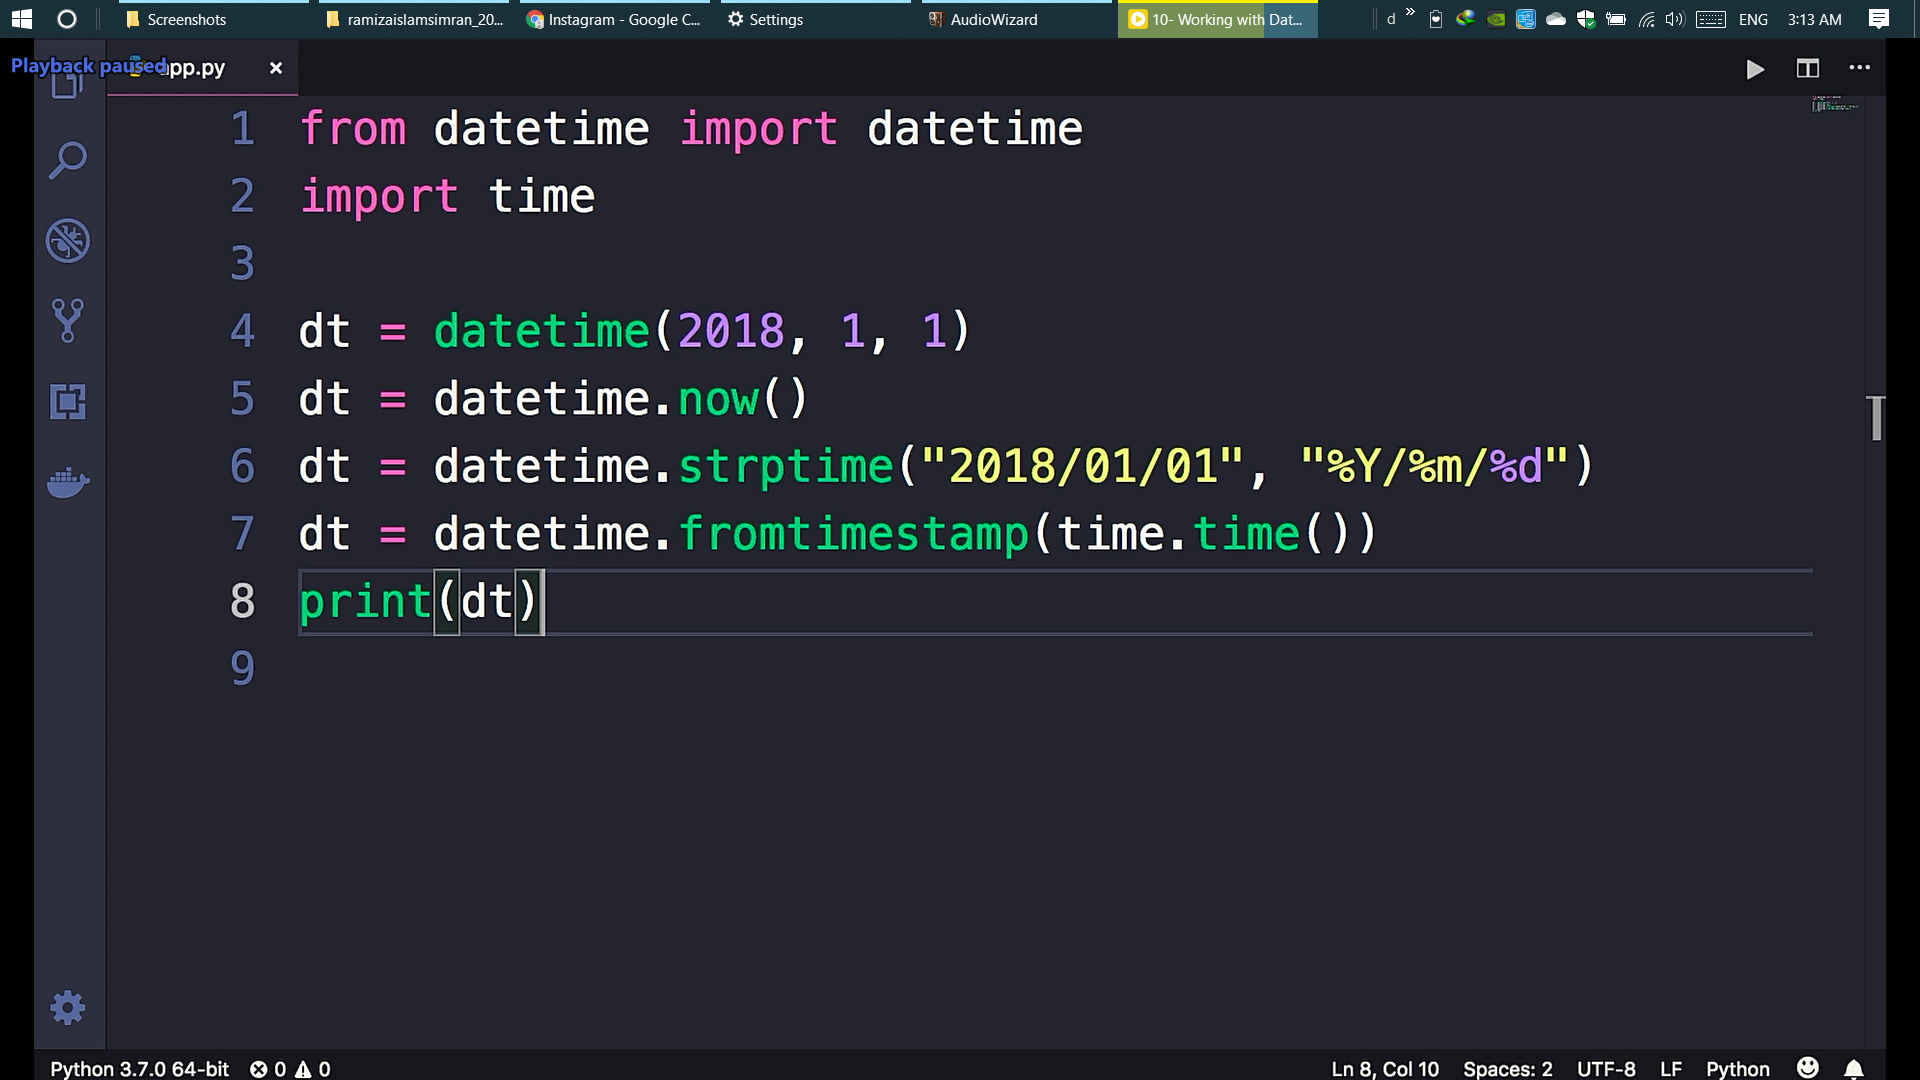 Screenshots
ramizaislamsimran_20...
Instagram - Google C...
Settings
AudioWizard
10- Working with Dat...
d
»
ENG
3:13 AM
Playback paused
app.py
1 from datetime import datetime
2 import time
3
4 dt = datetime(2018, 1, 1)
5 dt = datetime.now()
6 dt = datetime.strptime("2018/01/01", "%Y/%m/%d")
7 dt = datetime.fromtimestamp(time.time())
8 print(dt)
9
Python 3.7.0 64-bit
0
0
Ln 8, Col 10
Spaces: 2
UTF-8
LF
Python